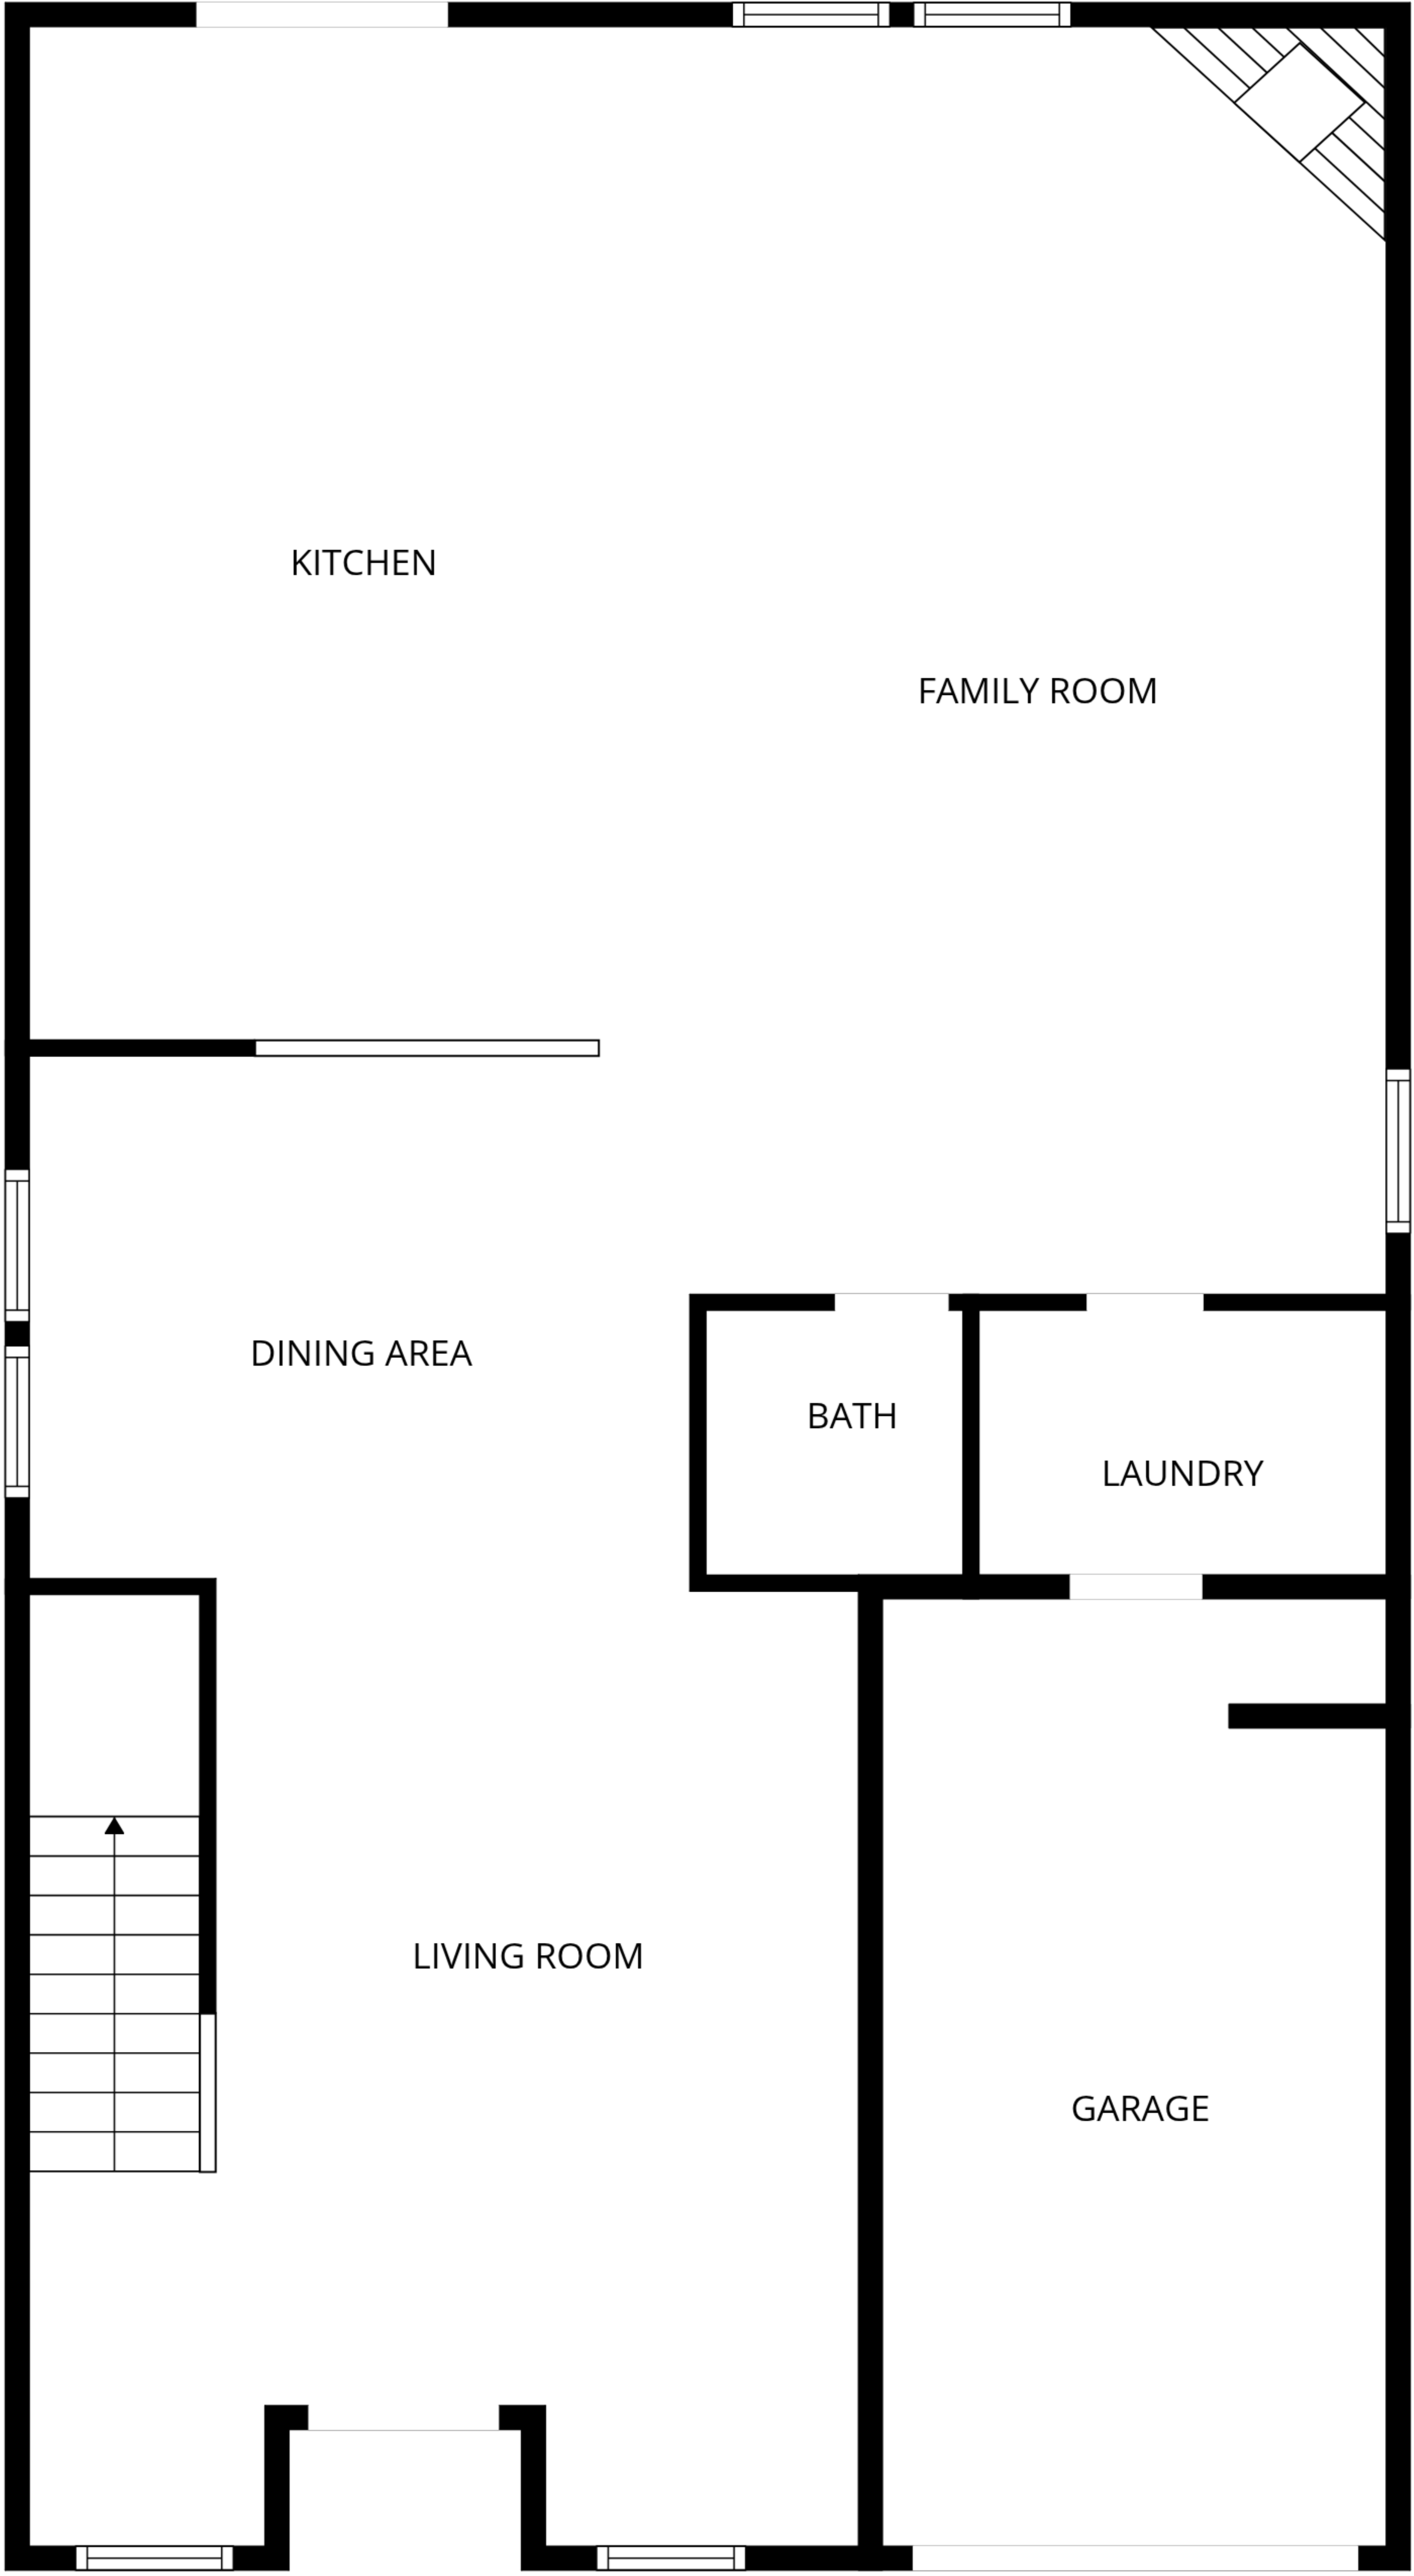 KITCHEN
FAMILY ROOM
DINING AREA
BATH
LAUNDRY
LIVING ROOM
GARAGE